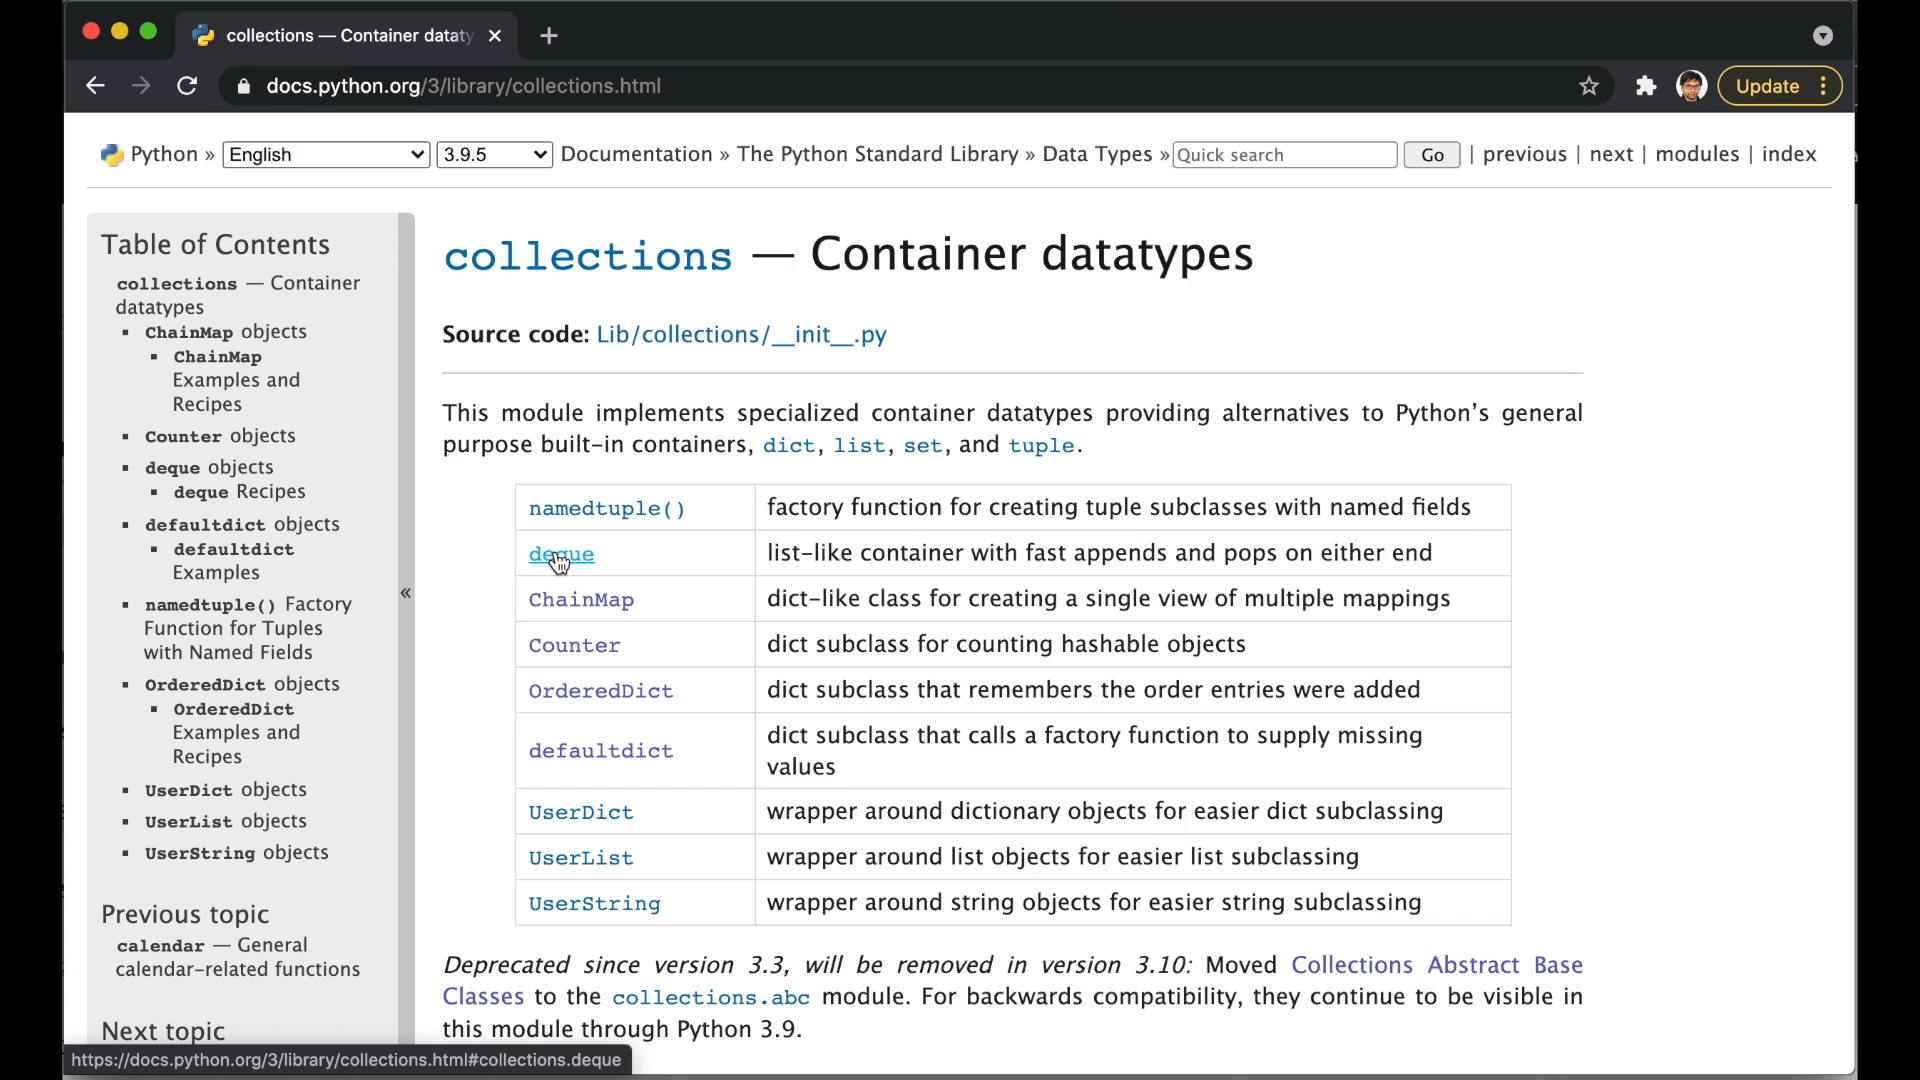 collections — Container dataty
docs.python.org/3/library/collections.html
Update
Python » English 3.9.5 Documentation » The Python Standard Library » Data Types » Quick search Go | previous | next | modules | index
Table of Contents
collections — Container
datatypes
ChainMap objects
ChainMap
Examples and
Recipes
Counter objects
deque objects
deque Recipes
defaultdict objects
defaultdict
Examples
namedtuple() Factory
Function for Tuples
with Named Fields
OrderedDict objects
OrderedDict
Examples and
Recipes
UserDict objects
UserList objects
UserString objects
Previous topic
calendar — General
calendar-related functions
Next topic
«
collections — Container datatypes
Source code: Lib/collections/__init__.py
This module implements specialized container datatypes providing alternatives to Python’s general
purpose built-in containers, dict, list, set, and tuple.
namedtuple() factory function for creating tuple subclasses with named fields
deque list-like container with fast appends and pops on either end
ChainMap dict-like class for creating a single view of multiple mappings
Counter dict subclass for counting hashable objects
OrderedDict dict subclass that remembers the order entries were added
defaultdict dict subclass that calls a factory function to supply missing
values
UserDict wrapper around dictionary objects for easier dict subclassing
UserList wrapper around list objects for easier list subclassing
UserString wrapper around string objects for easier string subclassing
Deprecated since version 3.3, will be removed in version 3.10: Moved Collections Abstract Base
Classes to the collections.abc module. For backwards compatibility, they continue to be visible in
this module through Python 3.9.
https://docs.python.org/3/library/collections.html#collections.deque